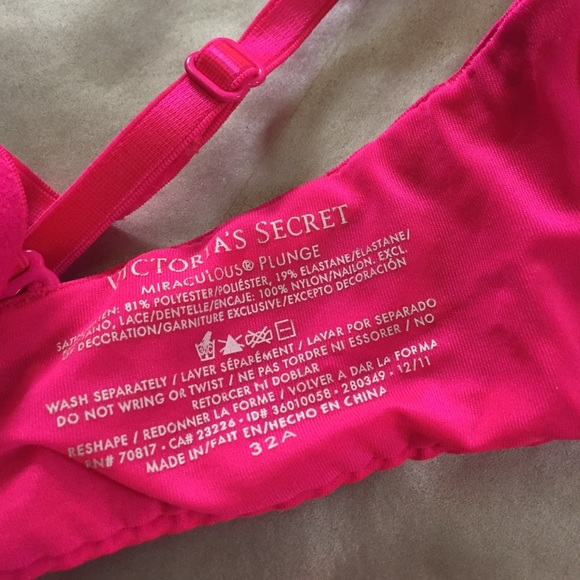 VICTORIA'S SECRET
MIRACULOUS® PLUNGE
81% POLYESTER/POLIÉSTER, 19% ELASTANE/ELASTANE/
LACE/DENTELLE/ENCAJE: 100% NYLON/NAILON. EXCL.
DECORATION/GARNITURE EXCLUSIVE/EXCEPTO DECORACIÓN
WASH SEPARATELY / LAVER SÉPARÉMENT / LAVAR POR SEPARADO
DO NOT WRING OR TWIST / NE PAS TORDRE NI ESSORER / NO
RETORCER NI DOBLAR
RESHAPE / REDONNER LA FORME / VOLVER A DAR LA FORMA
RN# 70817 • CA# 23226 • ID# 36010058 • 280349 • 12/11
MADE IN/FAIT EN/HECHO EN CHINA
32A